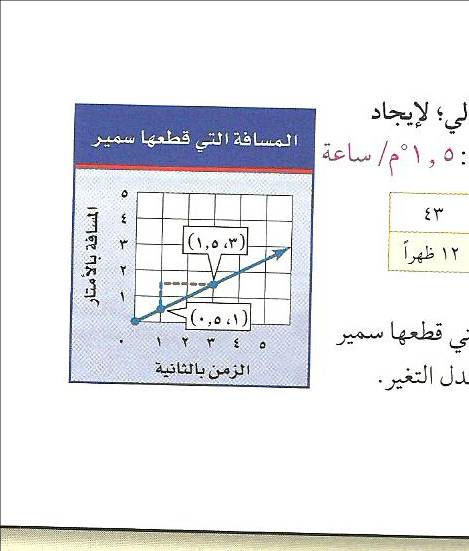 لي؛ لإيجاد
: ١,٥°م/ ساعة
٤٣
١٢ ظهراً
ني قطعها سمير
دل التغير.
المسافة التي قطعها سمير
المسافة بالأمتار
٥
٤
٣
٢
١
(١,٥ ،٣)
(٠,٥ ،١)
٠ ١ ٢ ٣ ٤ ٥
الزمن بالثانية